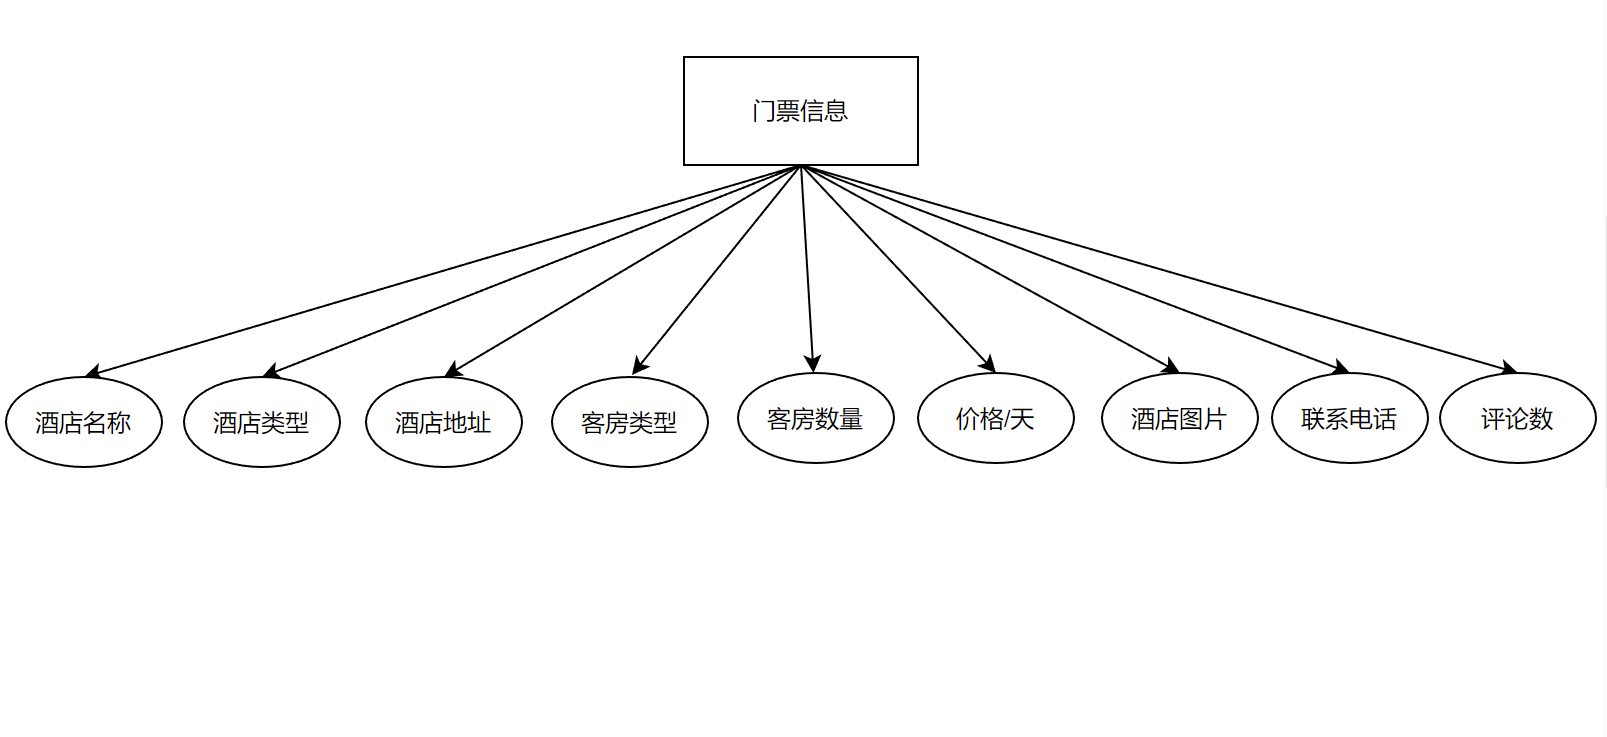 门票信息
酒店名称
酒店类型
酒店地址
客房类型
客房数量
价格/天
酒店图片
联系电话
评论数